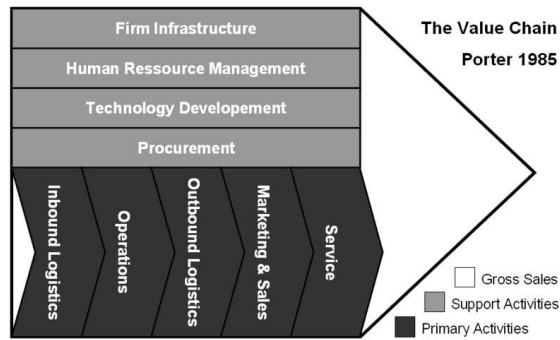 The Value Chain
Porter 1985
Firm Infrastructure
Human Ressource Management
Technology Developement
Procurement
Inbound Logistics
Operations
Outbound Logistics
Marketing & Sales
Service
Gross Sales
Support Activities
Primary Activities